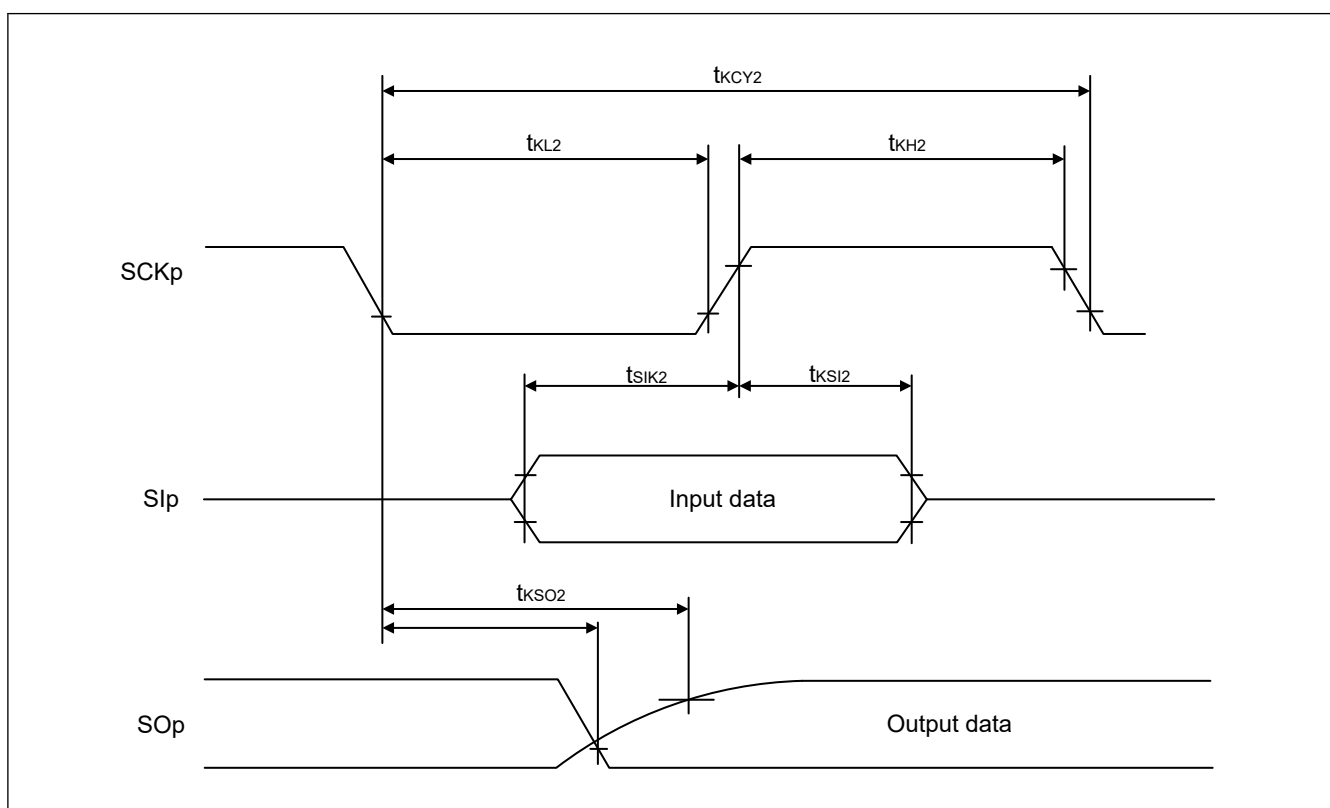 tKCY2
tKL2
tKH2
SCKp
tSIK2
tKSI2
SIp
Input data
tKSO2
SOp
Output data